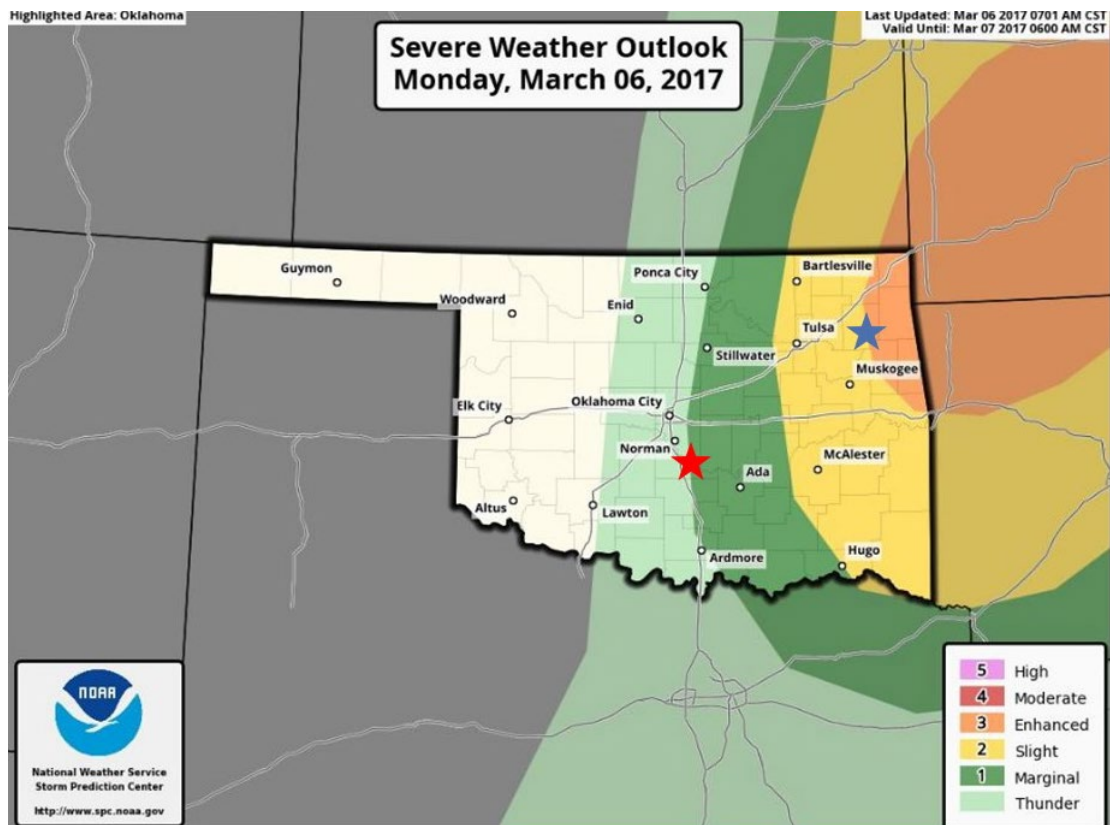 Highlighted Area: Oklahoma
Last Updated: Mar 06 2017 0701 AM CST
Valid Until: Mar 07 2017 0600 AM CST
Severe Weather Outlook
Monday, March 06, 2017
Guymon
Woodward
Enid
Ponca City
Bartlesville
Tulsa
Stillwater
Muskogee
Elk City
Oklahoma City
Norman
McAlester
Ada
Altus
Lawton
Ardmore
Hugo
NOAA
National Weather Service
Storm Prediction Center
http://www.spc.noaa.gov
5 High
4 Moderate
3 Enhanced
2 Slight
1 Marginal
Thunder